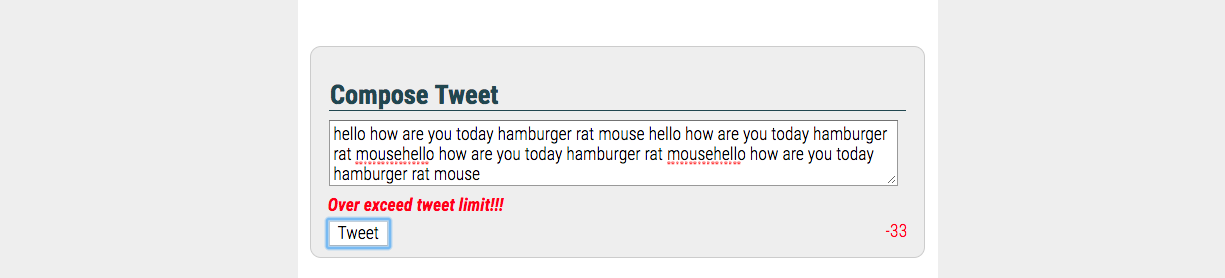 Compose Tweet
hello how are you today hamburger rat mouse hello how are you today hamburger
rat mousehello how are you today hamburger rat mousehello how are you today
hamburger rat mouse
Over exceed tweet limit!!!
Tweet
-33